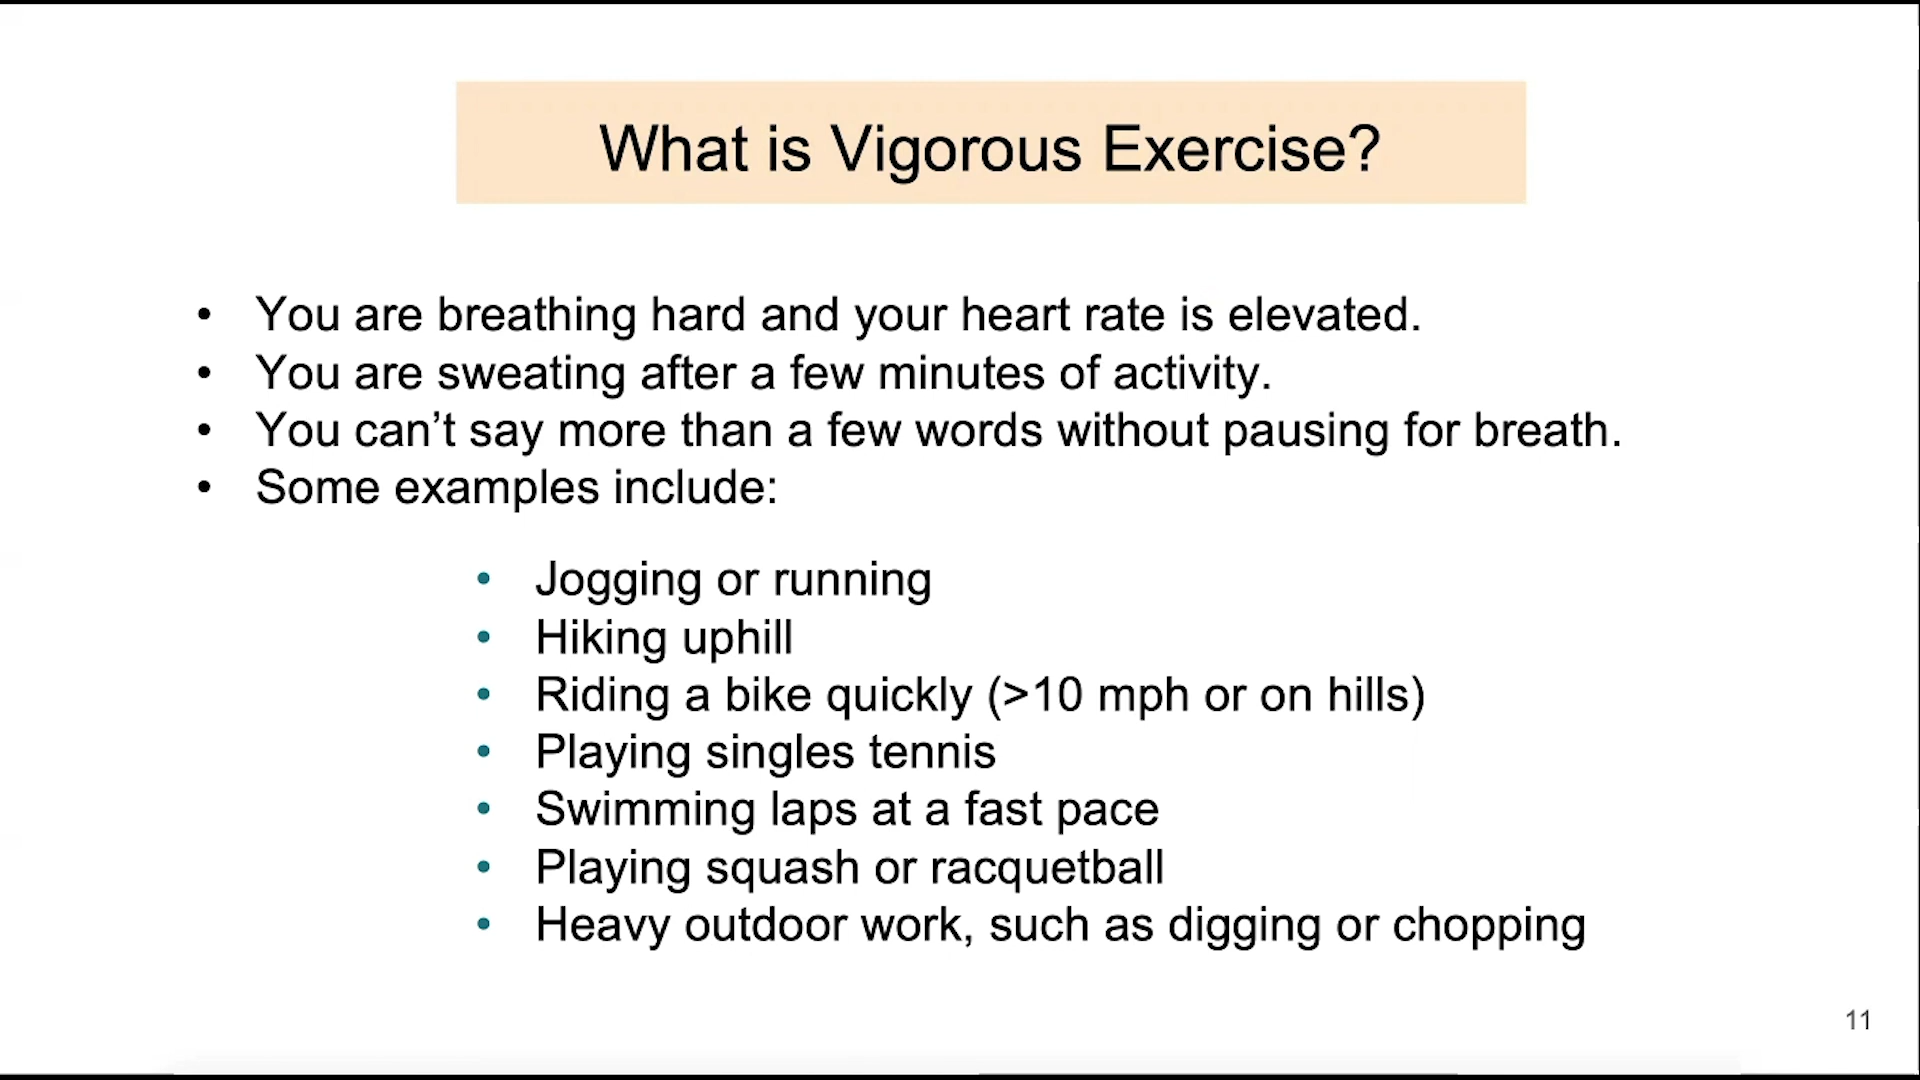 What is Vigorous Exercise?
• You are breathing hard and your heart rate is elevated.
• You are sweating after a few minutes of activity.
• You can’t say more than a few words without pausing for breath.
• Some examples include:
• Jogging or running
• Hiking uphill
• Riding a bike quickly (>10 mph or on hills)
• Playing singles tennis
• Swimming laps at a fast pace
• Playing squash or racquetball
• Heavy outdoor work, such as digging or chopping
11